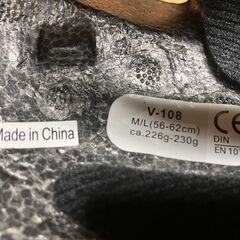 Made in China
V-108
M/L(56-62cm)
ca.226g-230g
CE
DIN
EN